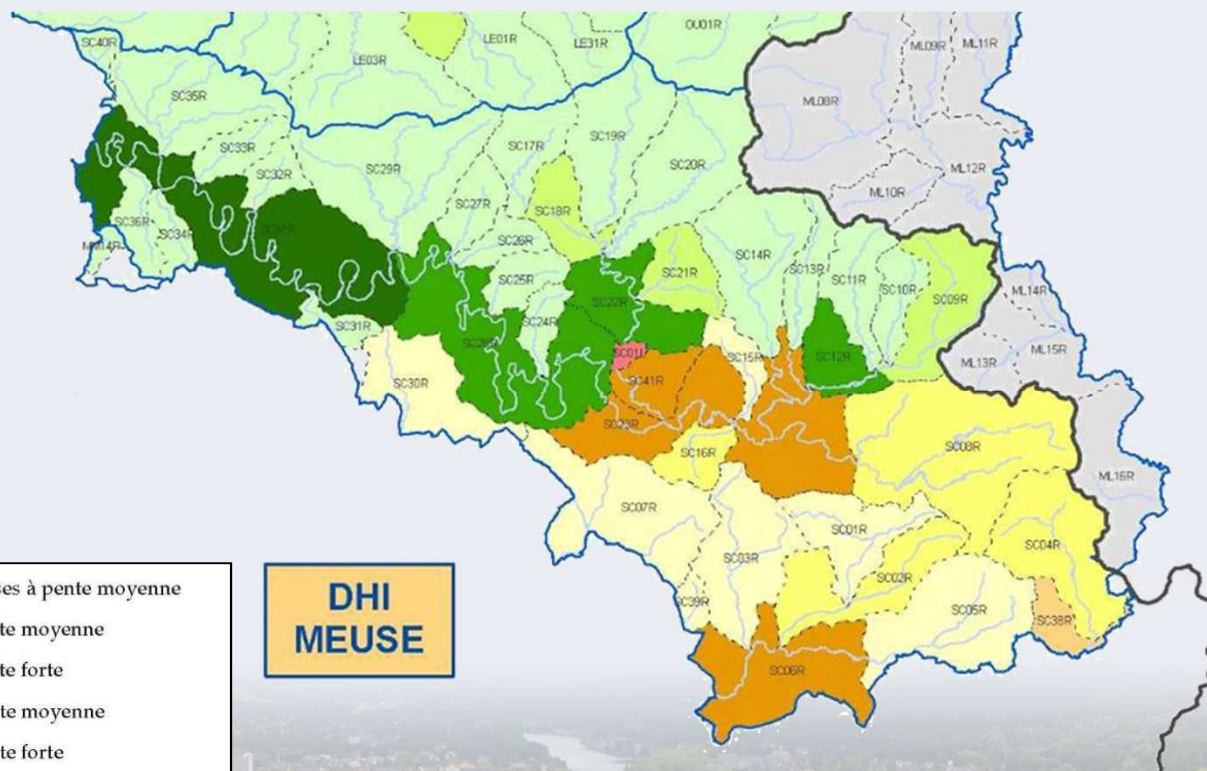 SC40R
LE01R
LE31R
OU01R
ML09R
ML11R
LE03R
SC35R
ML08R
SC33R
SC17R
SC19R
SC32R
SC29R
SC20R
ML12R
ML10R
SC27R
SC36R
SC18R
SC34R
SC26R
SC14R
SC13R
SC21R
SC11R
SC25R
SC10R
SC09R
ML14R
SC22R
SC31R
SC24R
ML15R
SC15R
SC12R
ML13R
SC30R
SC41R
SC16R
SC08R
ML16R
SC07R
SC01R
SC03R
SC04R
SC02R
SC39R
SC05R
SC38R
SC06R
ses à pente moyenne
te moyenne
te forte
te moyenne
te forte
DHI
MEUSE